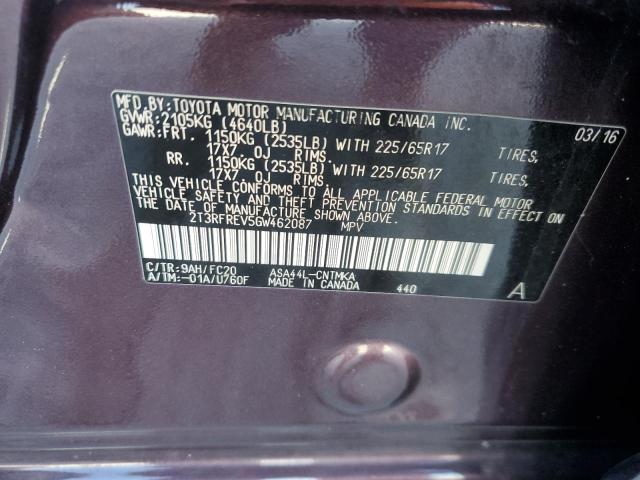 MFD.BY:TOYOTA MOTOR MANUFACTURING CANADA INC. 03/16
GVWR:2105KG (4640LB)
GAWR:FRT. 1150KG (2535LB) WITH 225/65R17 TIRES,
17X7.0J RIMS.
RR. 1150KG (2535LB) WITH 225/65R17 TIRES,
17X7.0J RIMS.
THIS VEHICLE CONFORMS TO ALL APPLICABLE FEDERAL MOTOR
VEHICLE SAFETY AND THEFT PREVENTION STANDARDS IN EFFECT ON
THE DATE OF MANUFACTURE SHOWN ABOVE.
2T3RFREV5GW462087 MPV
C/TR:9AH/FC20 ASA44L-CNTMKA
A/TM:-01A/U760F MADE IN CANADA 440 A